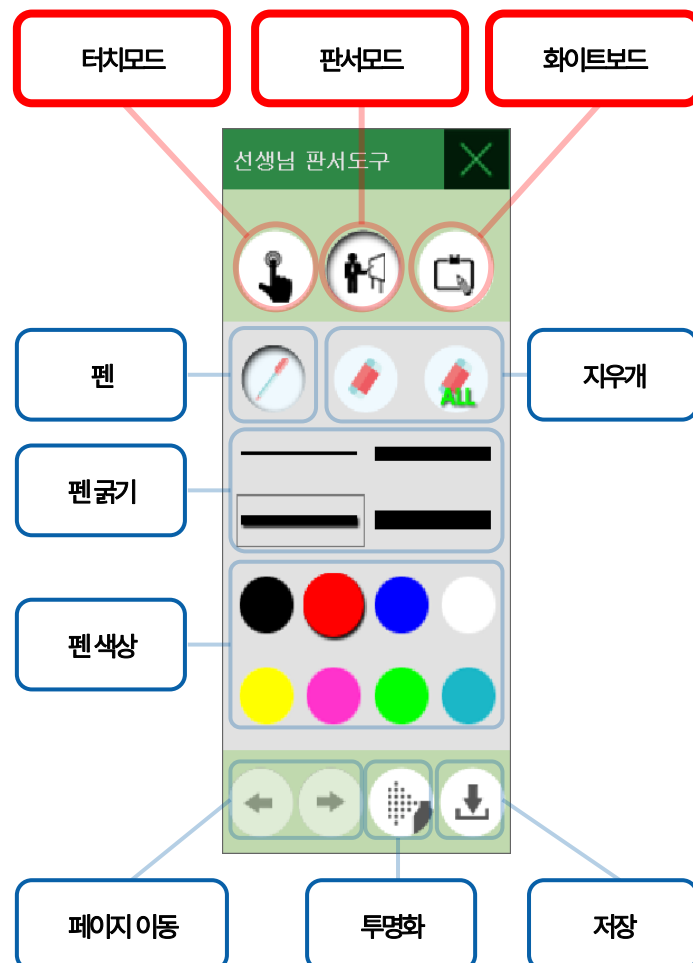 터치모드
판서모드
화이트보드
선생님 판서도구
펜
ALL
지우개
펜 굵기
펜 색상
페이지 이동
투명화
저장